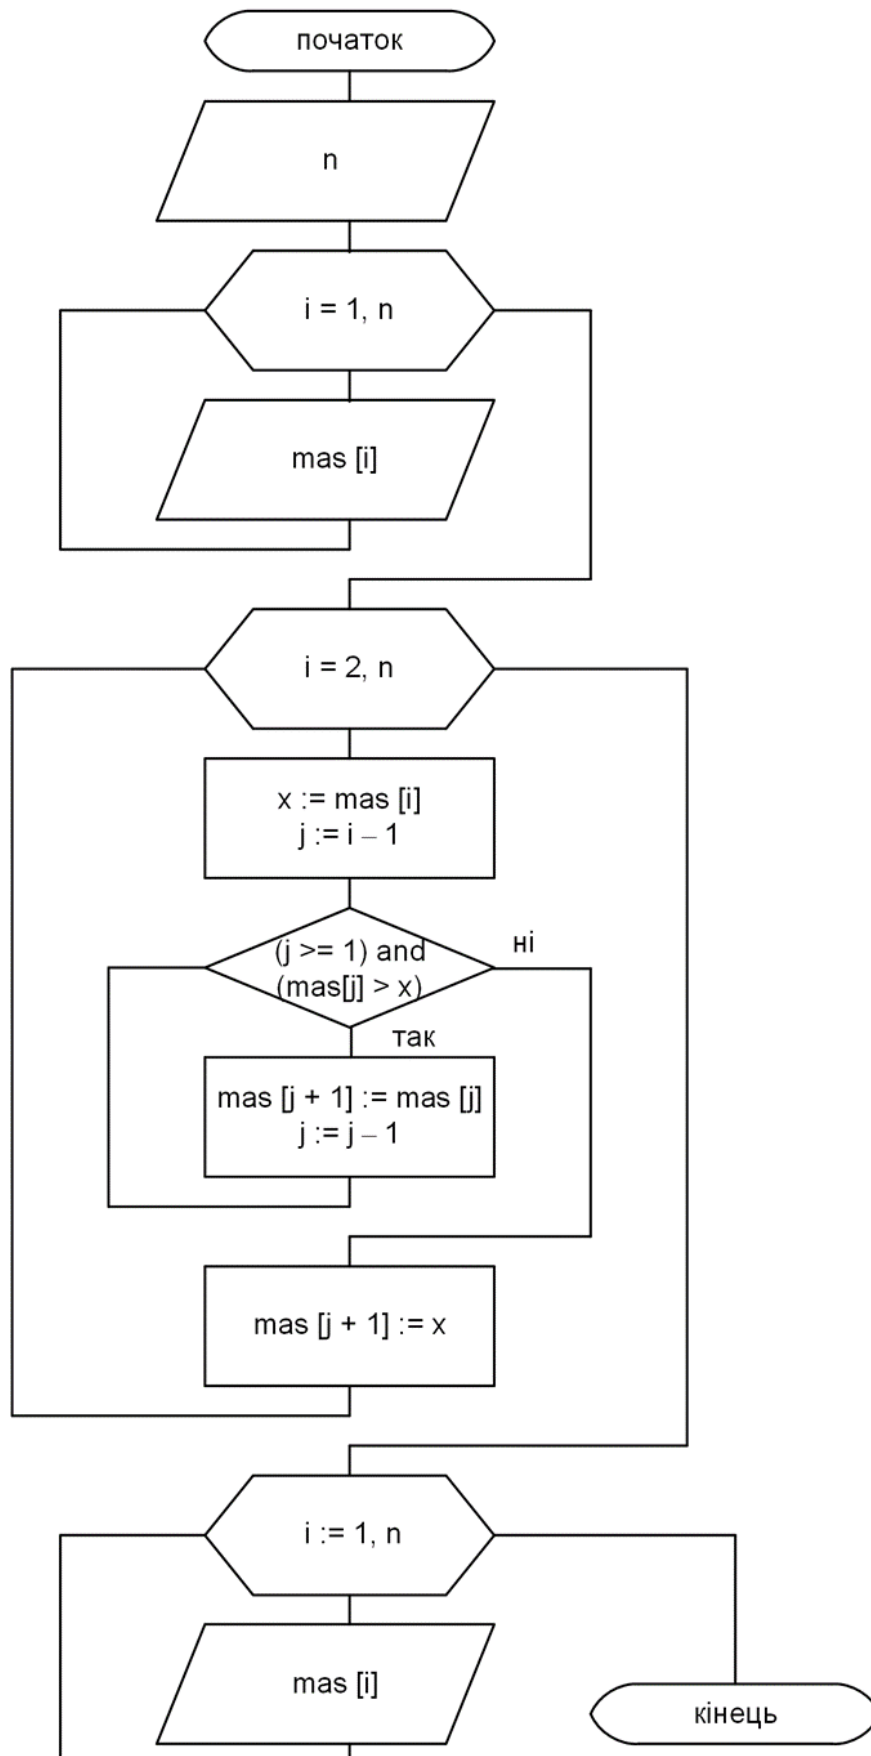 початок
n
i = 1, n
mas [i]
i = 2, n
x := mas [i]
j := i – 1
(j >= 1) and
(mas[j] > x)
ні
так
mas [j + 1] := mas [j]
j := j – 1
mas [j + 1] := x
i := 1, n
mas [i]
кінець